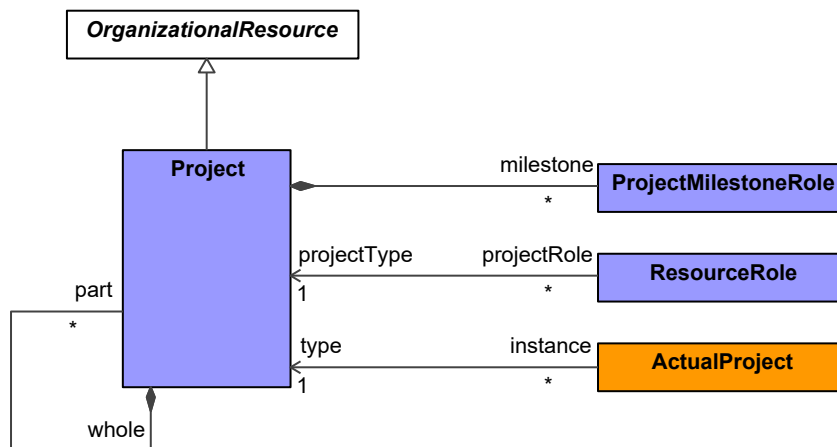 OrganizationalResource
Project
milestone
*
ProjectMilestoneRole
projectType
1
projectRole
*
ResourceRole
part
*
type
1
instance
*
ActualProject
whole